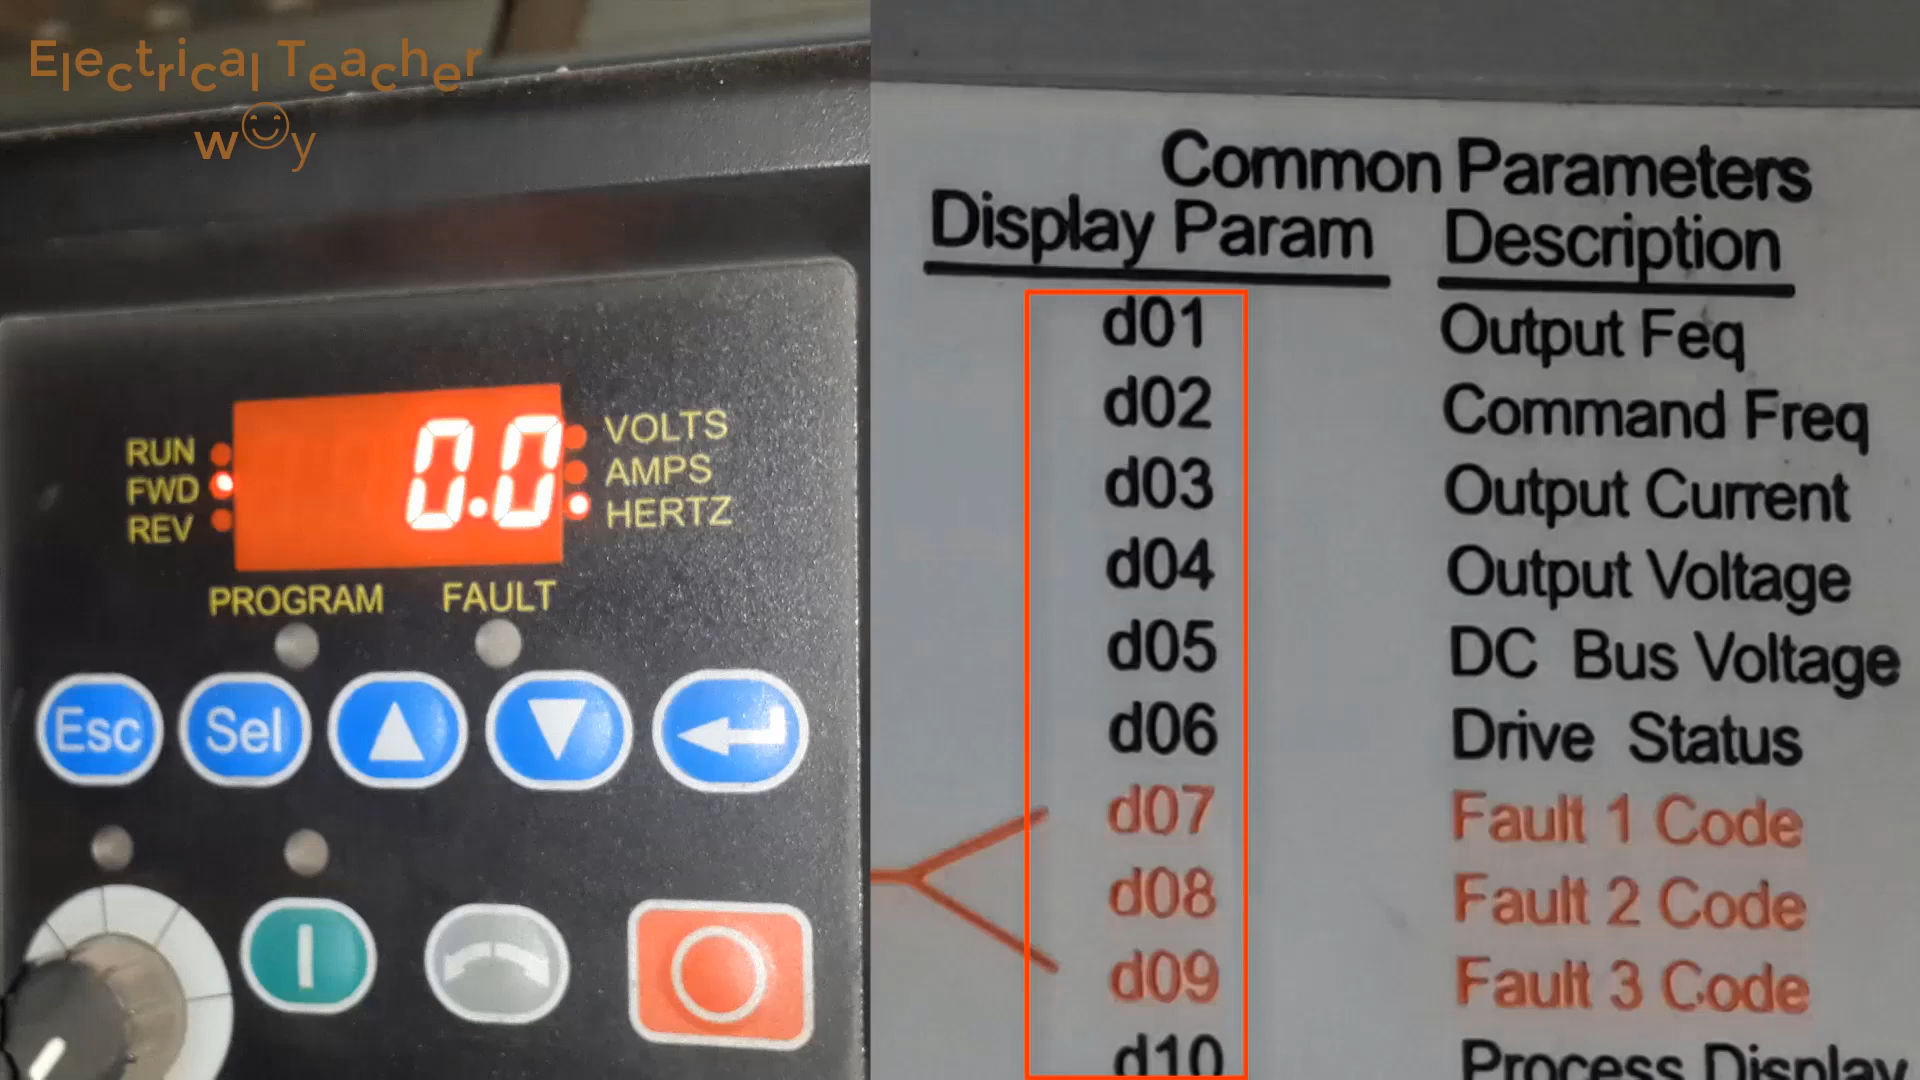 Electrical Teacher
way
RUN
FWD
REV
0.0
VOLTS
AMPS
HERTZ
PROGRAM FAULT
Esc Sel
Common Parameters
Display Param Description
d01 Output Feq
d02 Command Freq
d03 Output Current
d04 Output Voltage
d05 DC Bus Voltage
d06 Drive Status
d07 Fault 1 Code
d08 Fault 2 Code
d09 Fault 3 Code
d10 Process Display